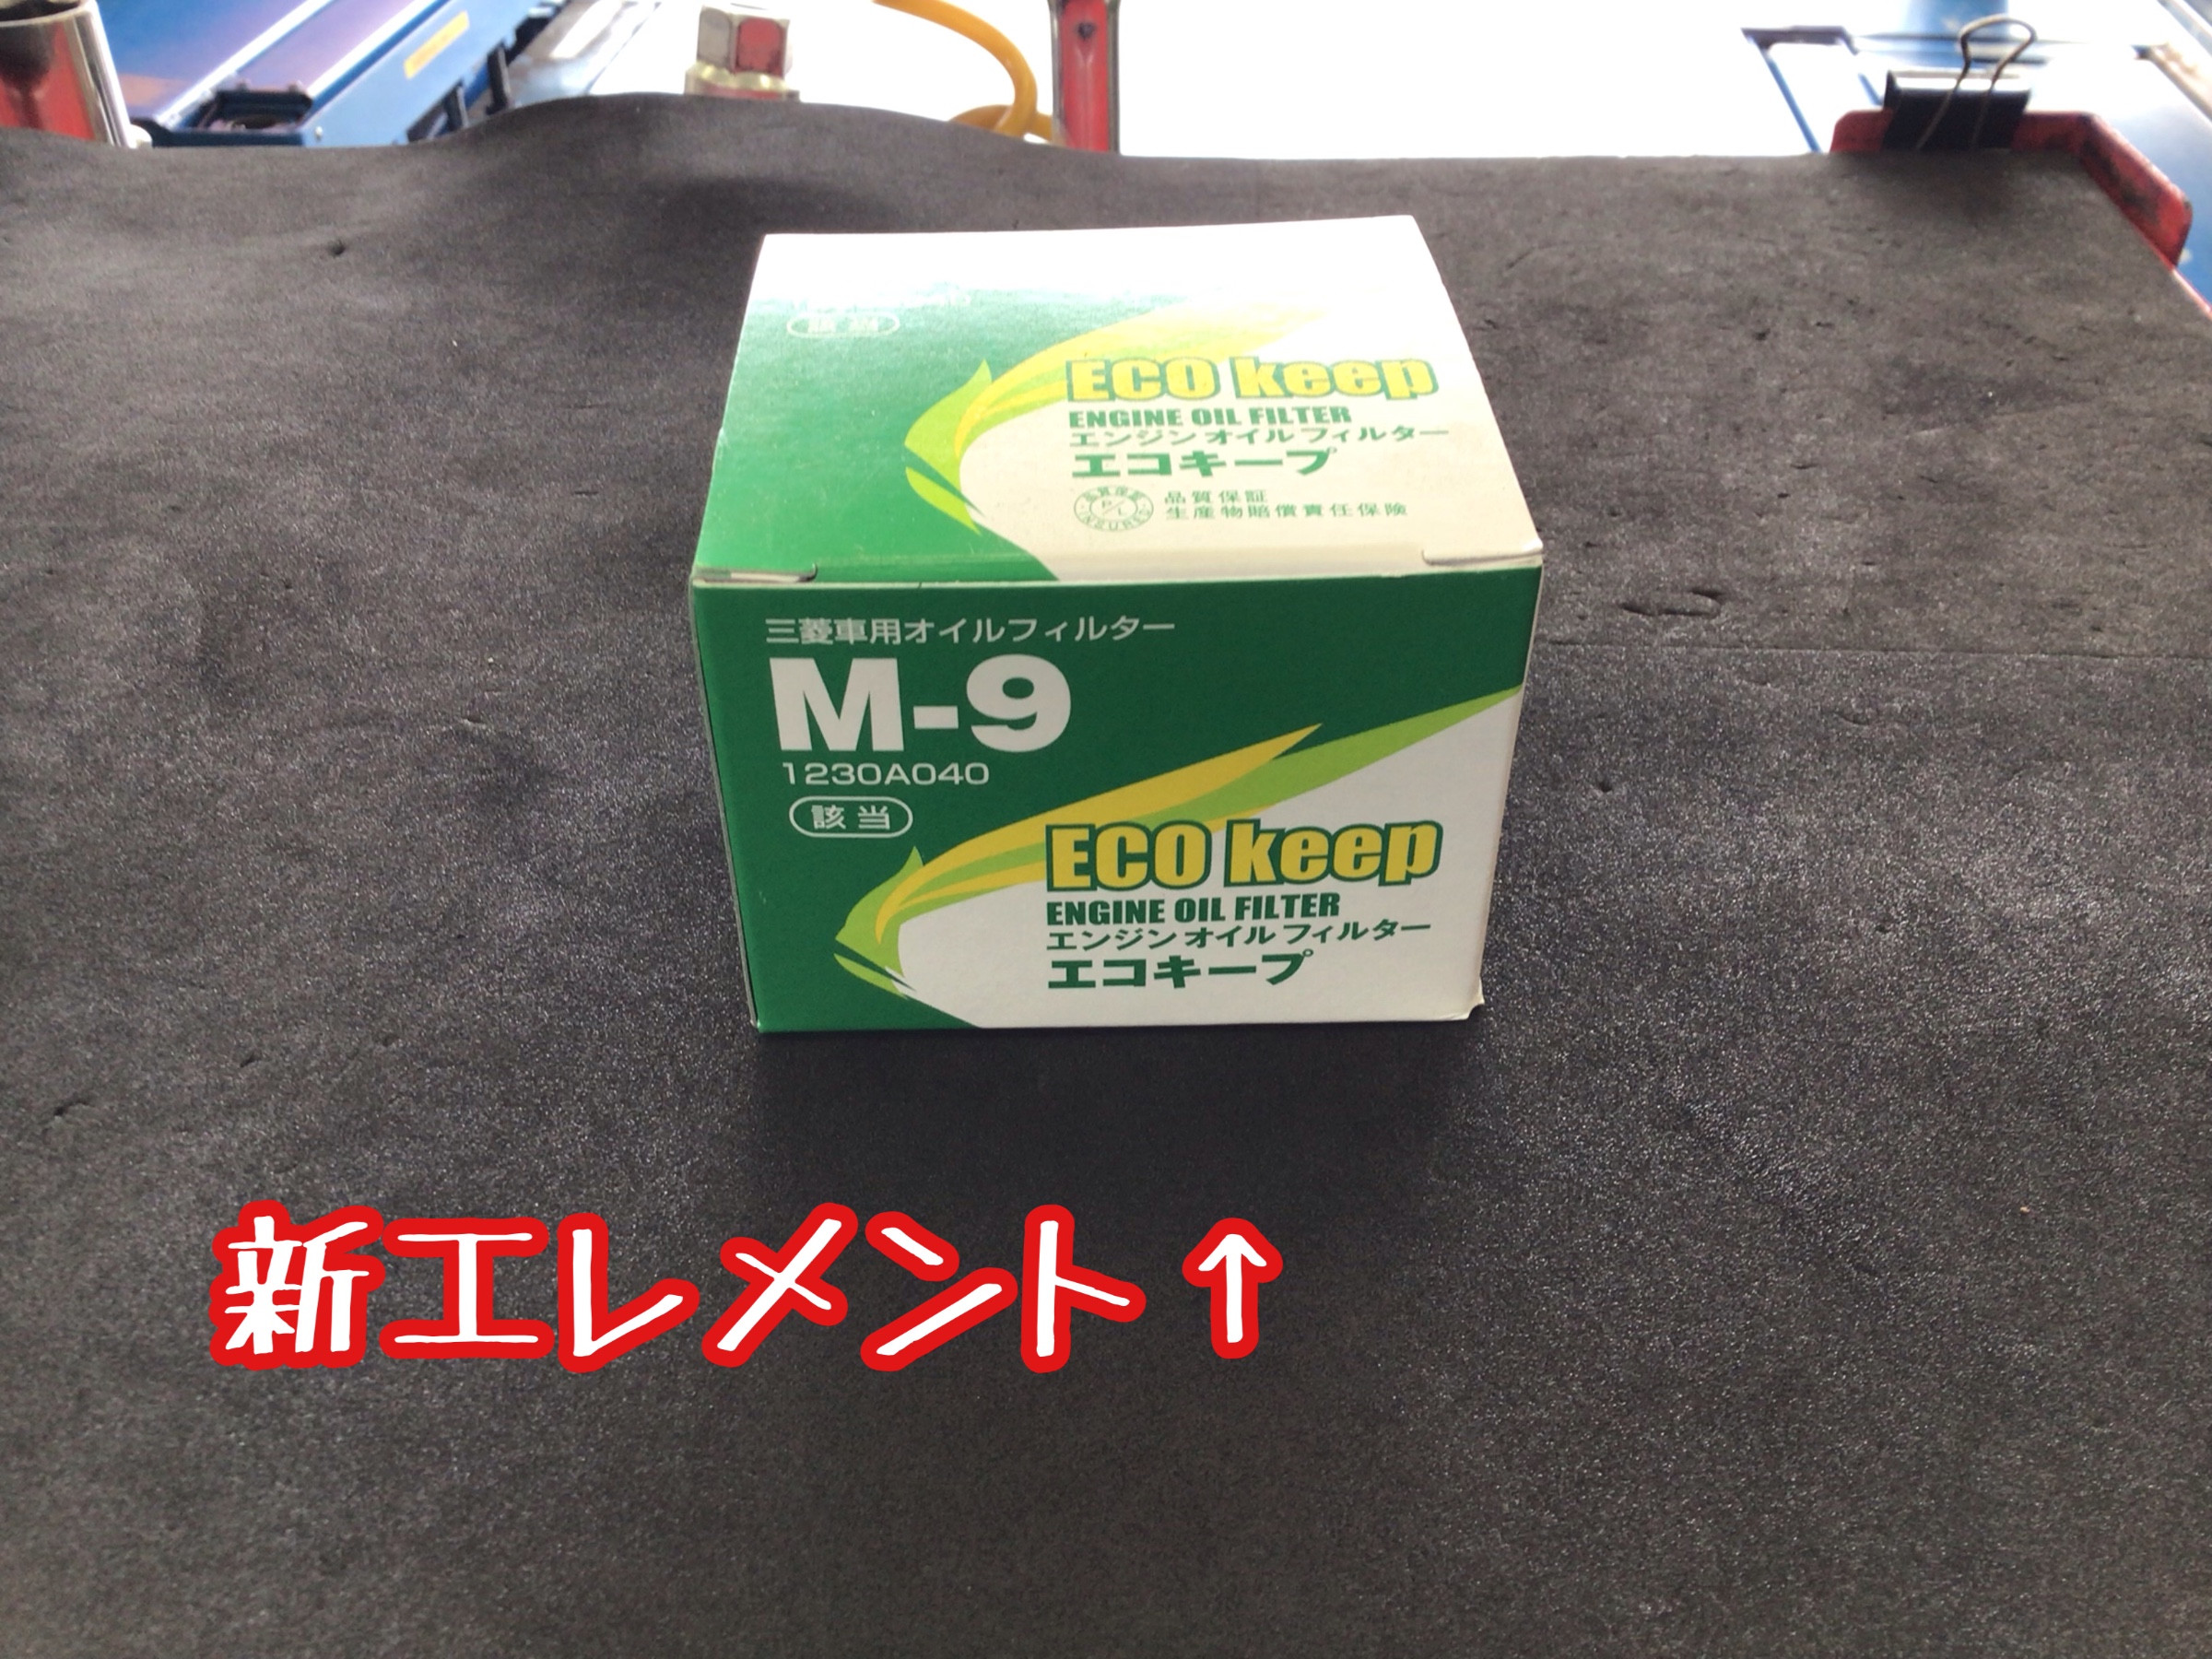 該当
ECO keep
ENGINE OIL FILTER
エンジンオイルフィルター
エコキープ
品質保証
生産物賠償責任保険
三菱車用オイルフィルター
M-9
1230A040
該当
ECO keep
ENGINE OIL FILTER
エンジンオイルフィルター
エコキープ
新エレメント↑